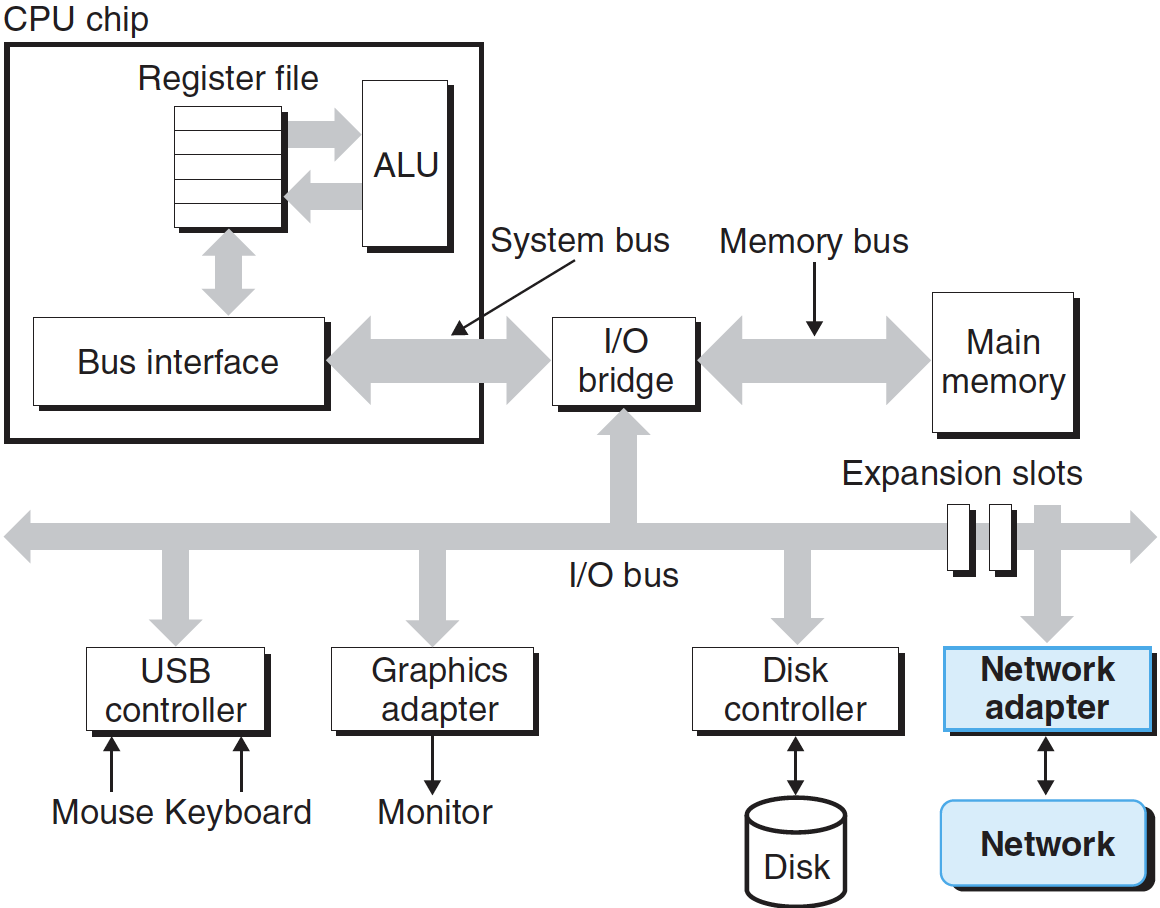 CPU chip
Register file
ALU
System bus
Memory bus
Bus interface
I/O
bridge
Main
memory
Expansion slots
I/O bus
USB
controller
Graphics
adapter
Disk
controller
Network
adapter
Mouse
Keyboard
Monitor
Disk
Network